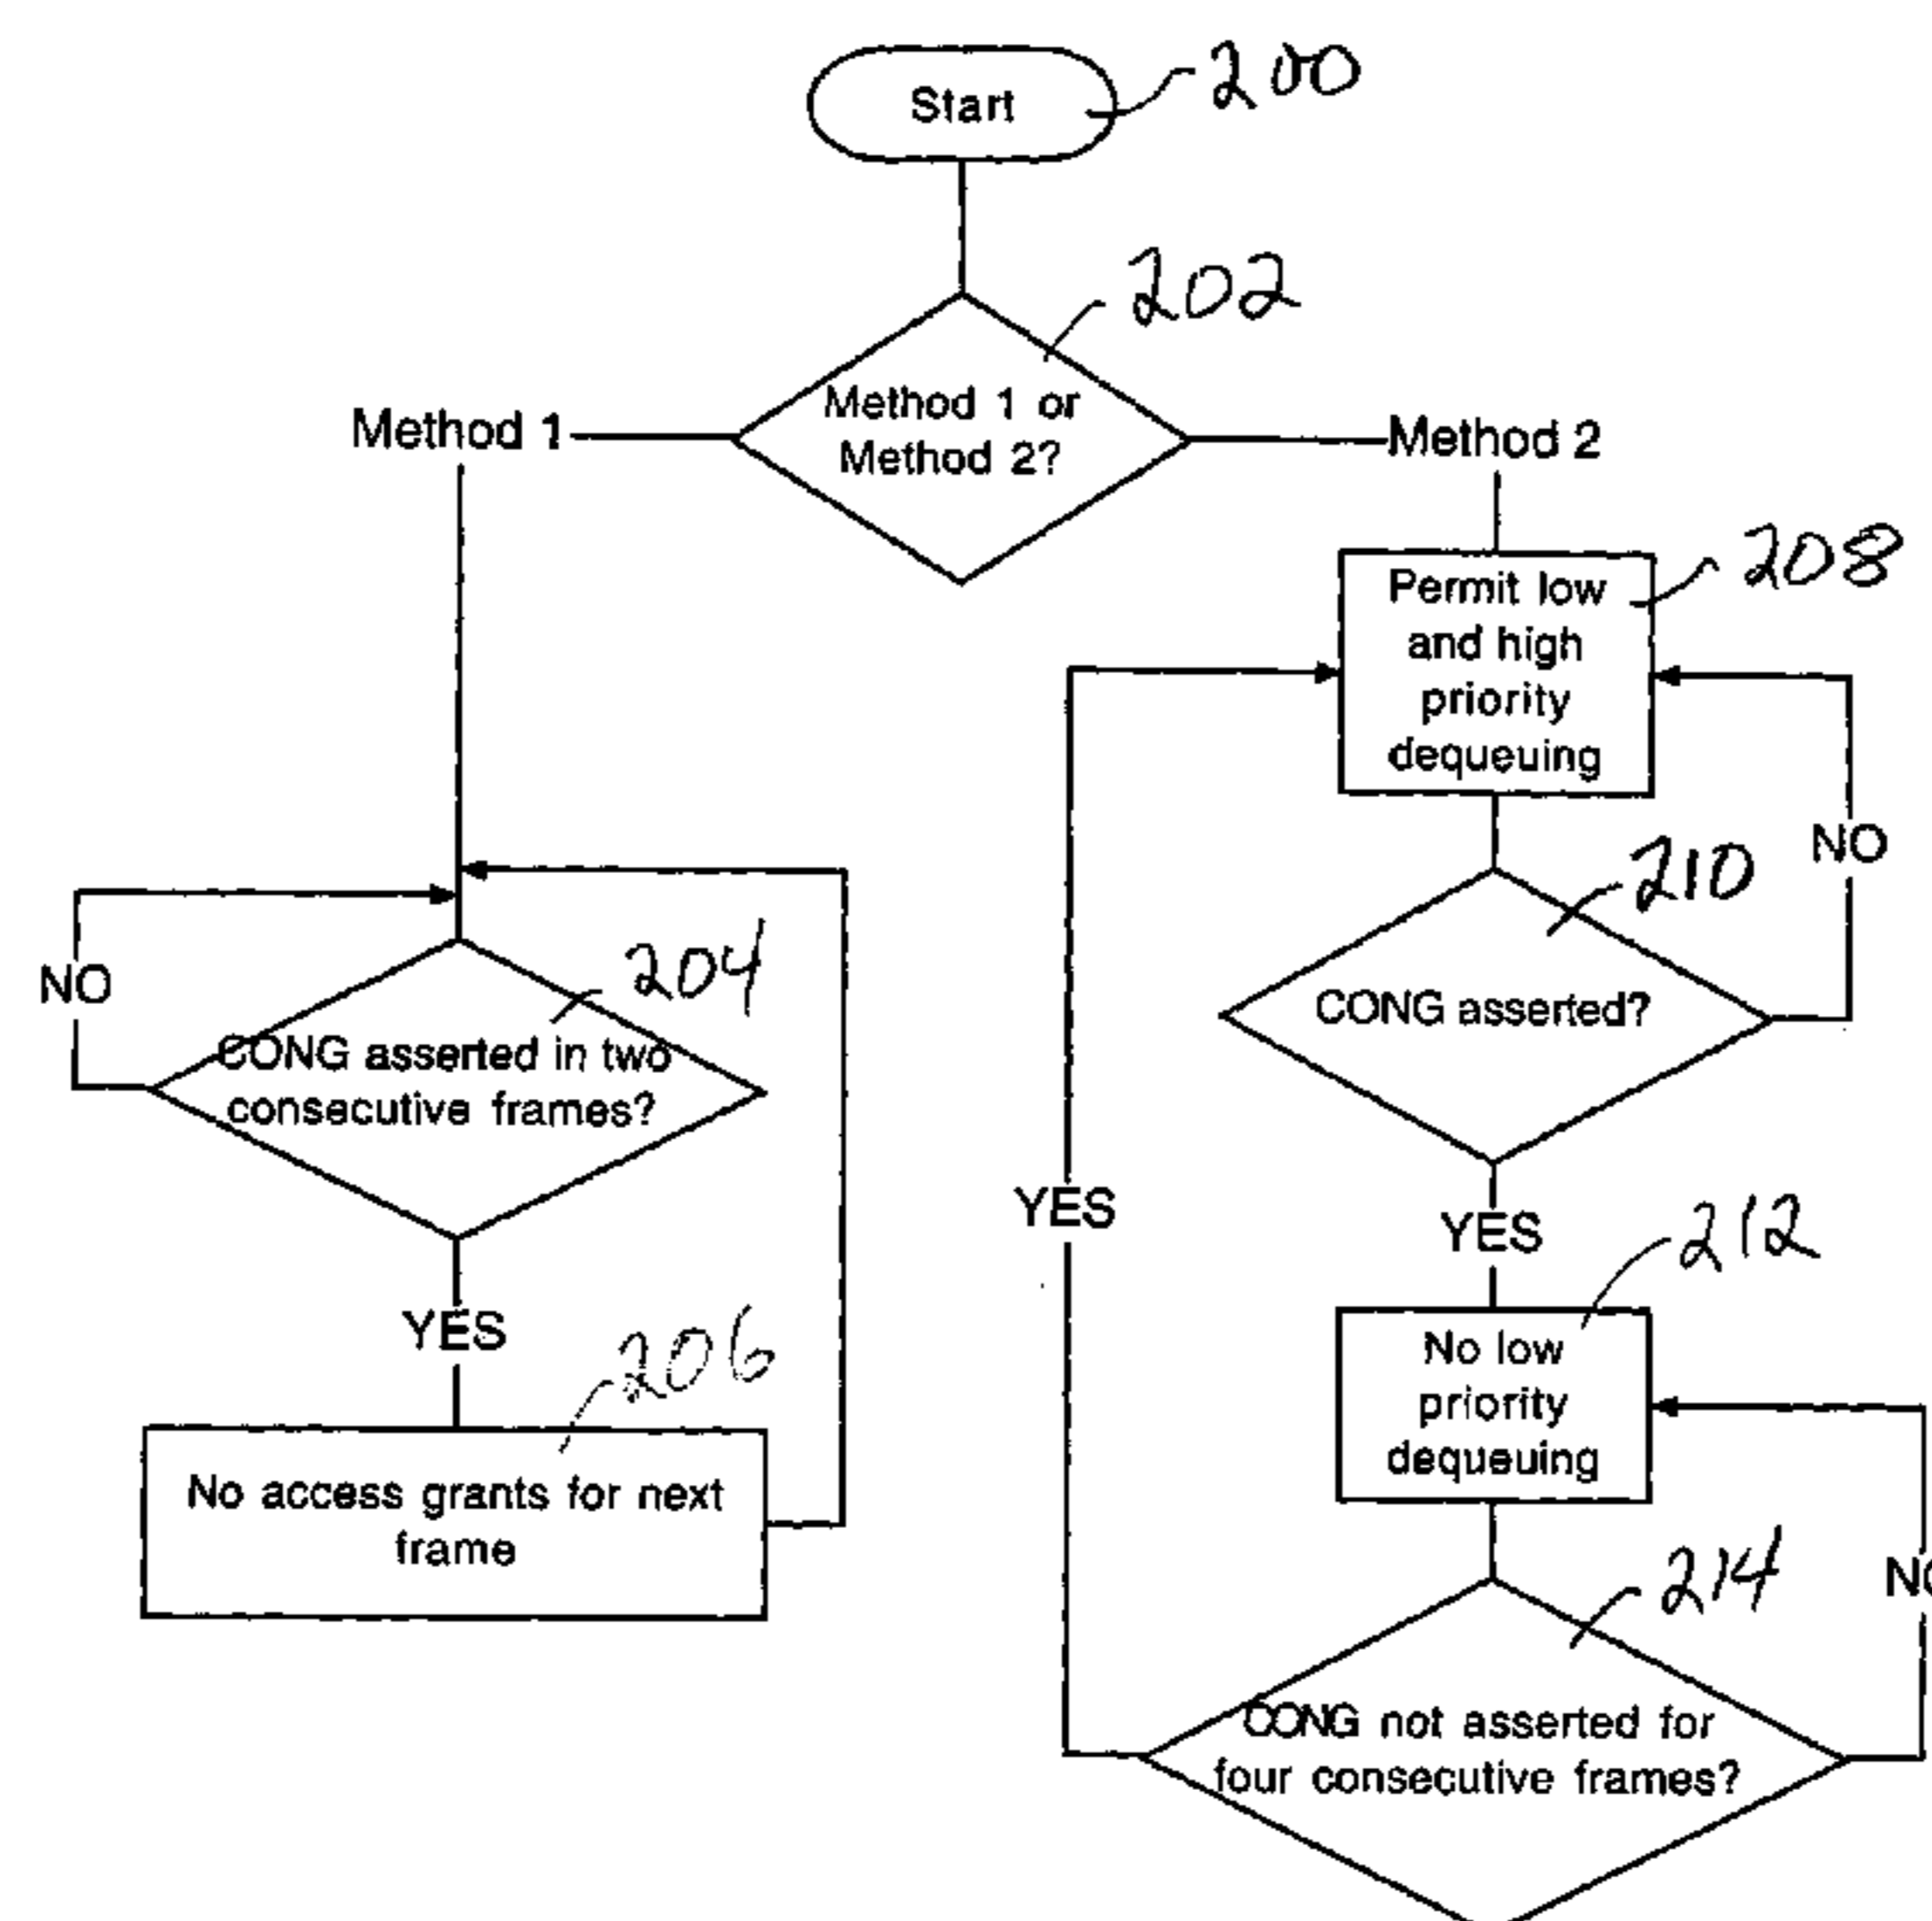 Start
200
202
Method 1 or
Method 2?
Method 1
Method 2
208
Permit low
and high
priority
dequeuing
NO
210
CONG asserted?
204
NO
CONG asserted in two
consecutive frames?
YES
YES
212
YES
206
No low
priority
dequeuing
No access grants for next
frame
214
CONG not asserted for
four consecutive frames?